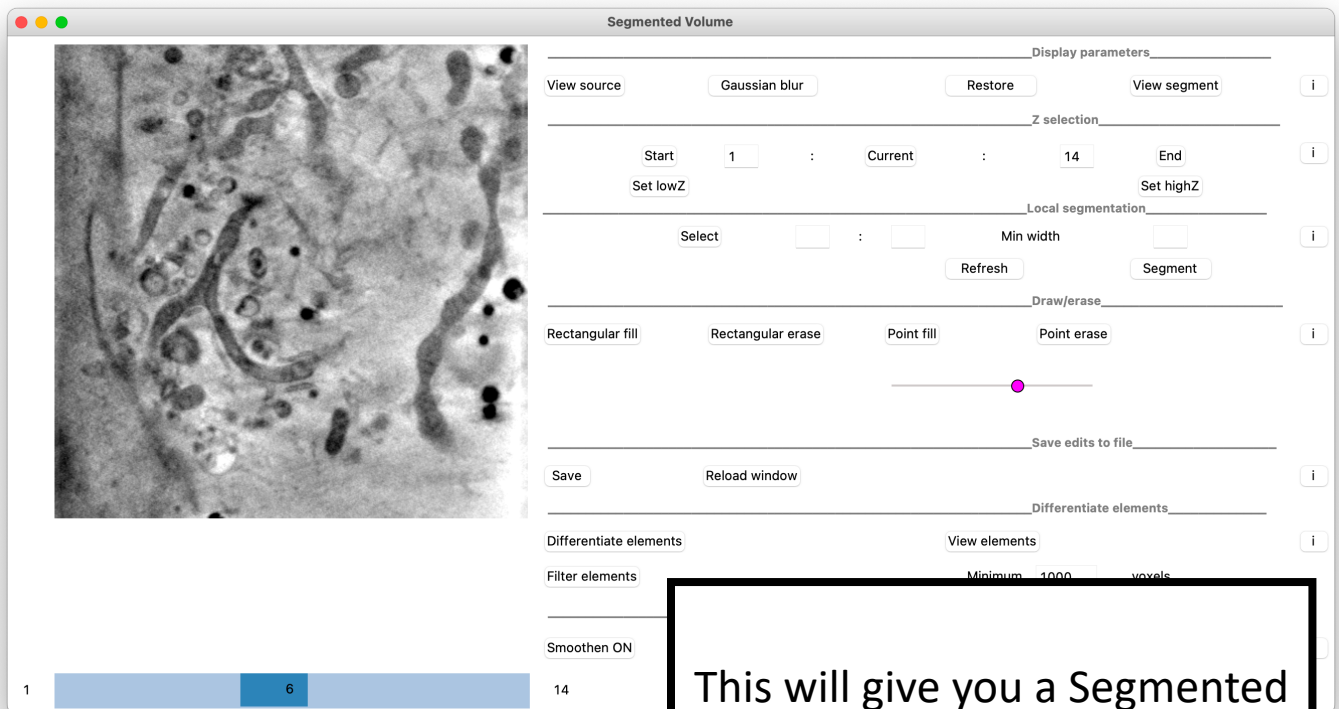 Segmented Volume
Display parameters
View source Gaussian blur Restore View segment i
Z selection
Start 1 : Current : 14 End i
Set lowZ Set highZ
Local segmentation
Select : Min width i
Refresh Segment
Draw/erase
Rectangular fill Rectangular erase Point fill Point erase i
Save edits to file
Save Reload window i
Differentiate elements
Differentiate elements View elements i
Filter elements Minimum 1000 voxels
Smoothen ON
1 6 14
This will give you a Segmented